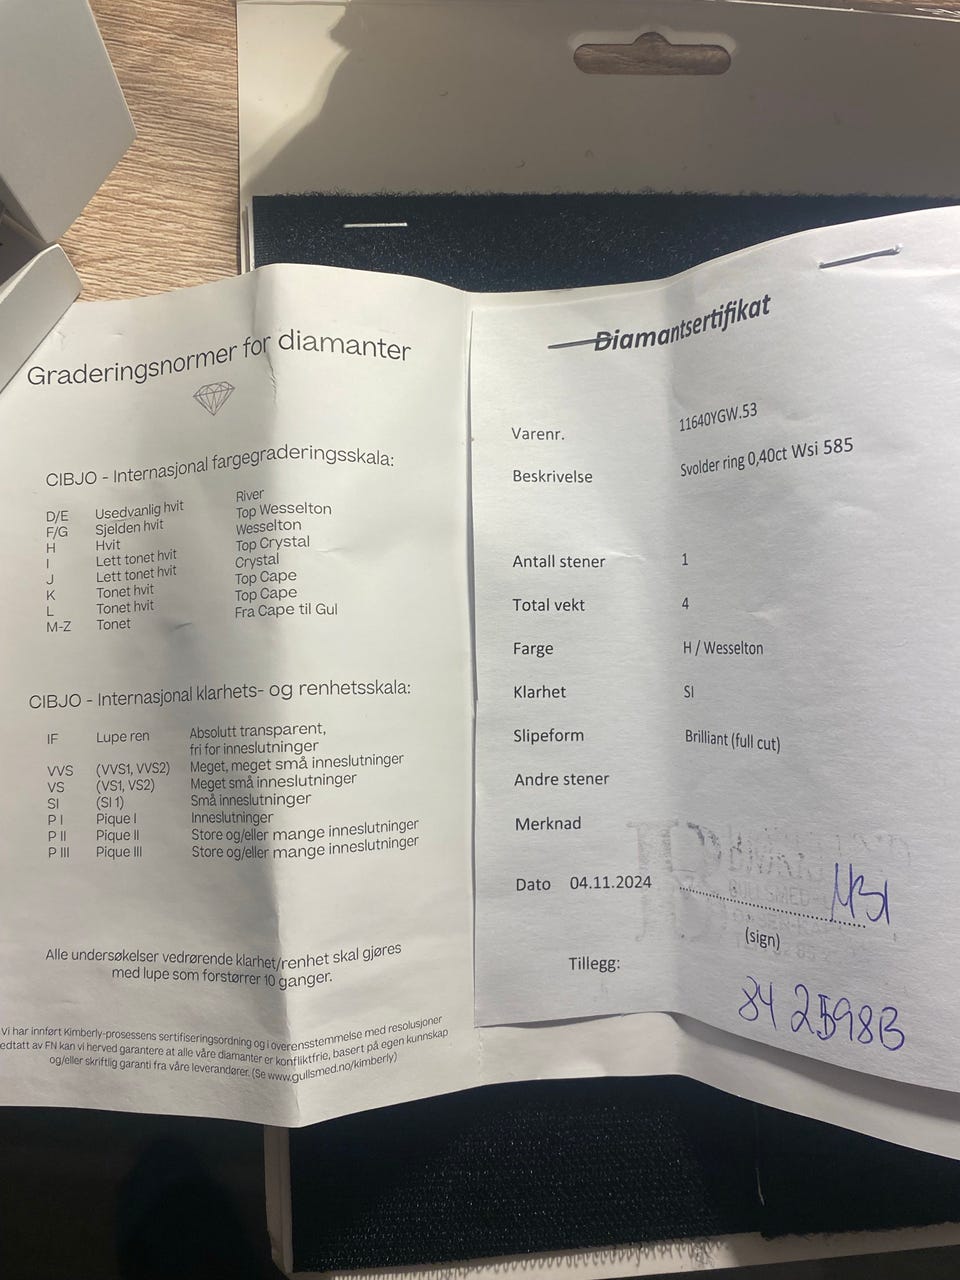 Graderingsnormer for diamanter
CIBJO - Internasjonal fargegraderingsskala:
D/E Usedvanlig hvit River
F/G Sjelden hvit Top Wesselton
H Hvit Wesselton
I Lett tonet hvit Top Crystal
J Lett tonet hvit Crystal
K Tonet hvit Top Cape
L Tonet hvit Top Cape
M-Z Tonet Fra Cape til Gul
CIBJO - Internasjonal klarhets- og renhetsskala:
IF Lupe ren Absolutt transparent,
fri for inneslutninger
VVS (VVS1, VVS2) Meget, meget små inneslutninger
VS (VS1, VS2) Meget små inneslutninger
SI (SI 1) Små inneslutninger
P I Pique I Inneslutninger
P II Pique II Store og/eller mange inneslutninger
P III Pique III Store og/eller mange inneslutninger
Alle undersøkelser vedrørende klarhet/renhet skal gjøres
med lupe som forstørrer 10 ganger.
Vi har innført Kimberly-prosessens sertifiseringsordning og i overensstemmelse med resolusjoner
edtatt av FN kan vi herved garantere at alle våre diamanter er konfliktfrie, basert på egen kunnskap
og/eller skriftlig garanti fra våre leverandører. (Se www.gullsmed.no/kimberly)
Diamantsertifikat
Varenr. 11640YGW.53
Beskrivelse Svolder ring 0,40ct Wsi 585
Antall stener 1
Total vekt 4
Farge H / Wesselton
Klarhet SI
Slipeform Brilliant (full cut)
Andre stener
Merknad
Dato 04.11.2024
(sign)
Tillegg: